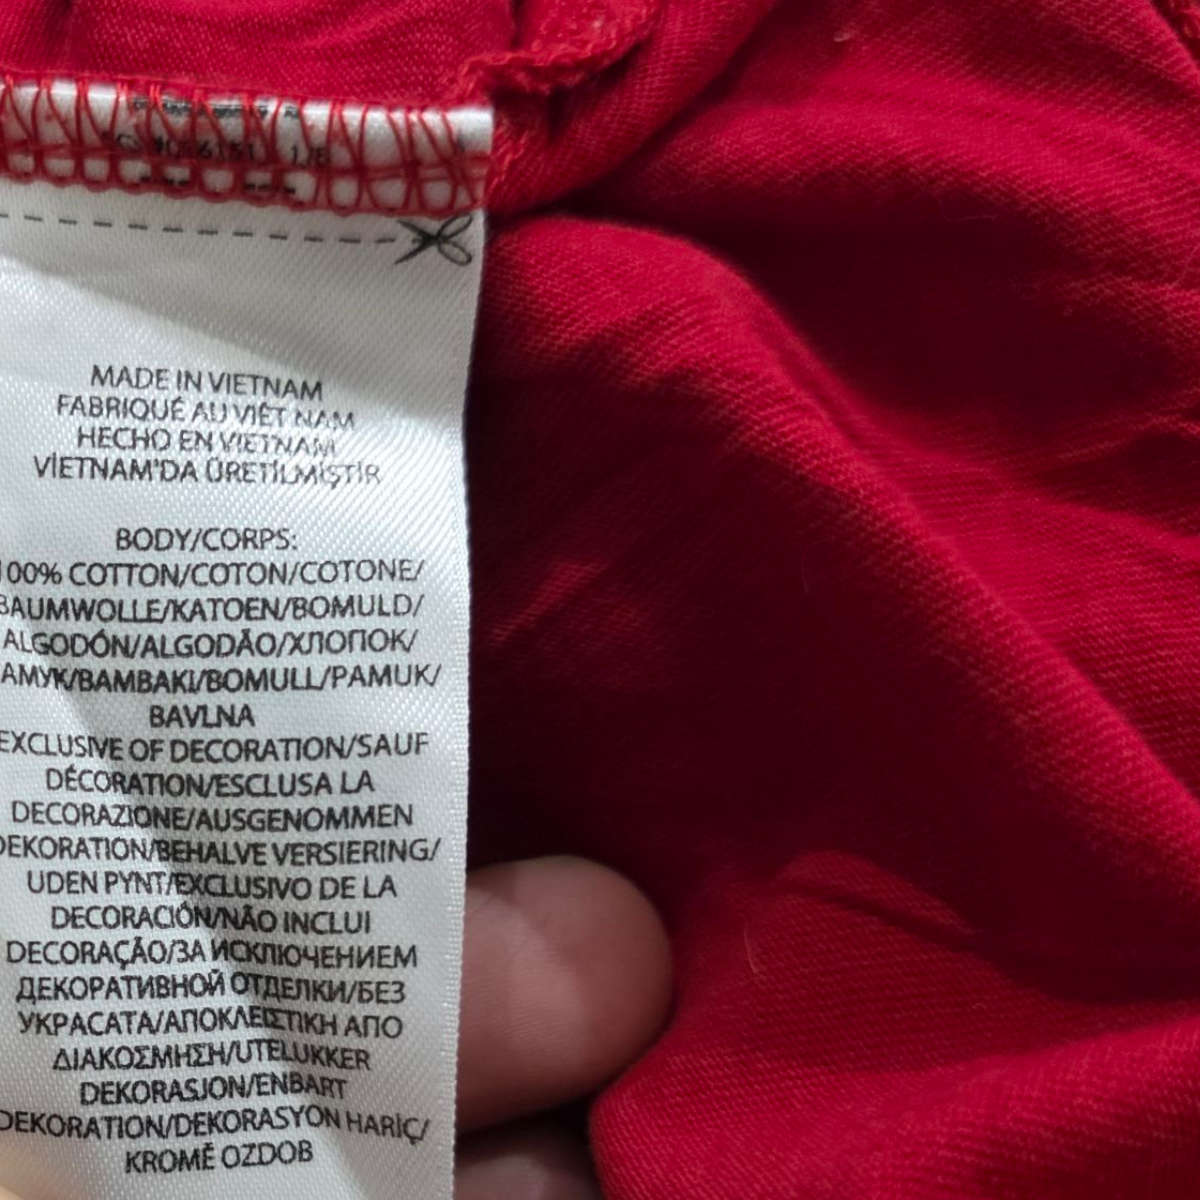 MADE IN VIETNAM
FABRIQUÉ AU VIÊT NAM
HECHO EN VIETNAM
VİETNAM'DA ÜRETİLMİŞTİR
BODY/CORPS:
100% COTTON/COTON/COTONE/
BAUMWOLLE/KATOEN/BOMULD/
ALGODÓN/ALGODÃO/ХЛОПОК/
AMYK/BAMBAKI/BOMULL/PAMUK/
BAVLNA
EXCLUSIVE OF DECORATION/SAUF
DÉCORATION/ESCLUSA LA
DECORAZIONE/AUSGENOMMEN
DEKORATION/BEHALVE VERSIERING/
UDEN PYNT/EXCLUSIVO DE LA
DECORACIÓN/NÃO INCLUI
DECORAÇÃO/ЗА ИСКЛЮЧЕНИЕМ
ДЕКОРАТИВНОЙ ОТДЕЛКИ/БЕЗ
УКРАСАТА/ΑΠΟΚΛΕΙΣΤΙΚΗ ΑΠΟ
ΔΙΑΚΟΣΜΗΣΗ/UTELUKKER
DEKORASJON/ENBART
DEKORATION/DEKORASYON HARİÇ/
KROMĚ OZDOB